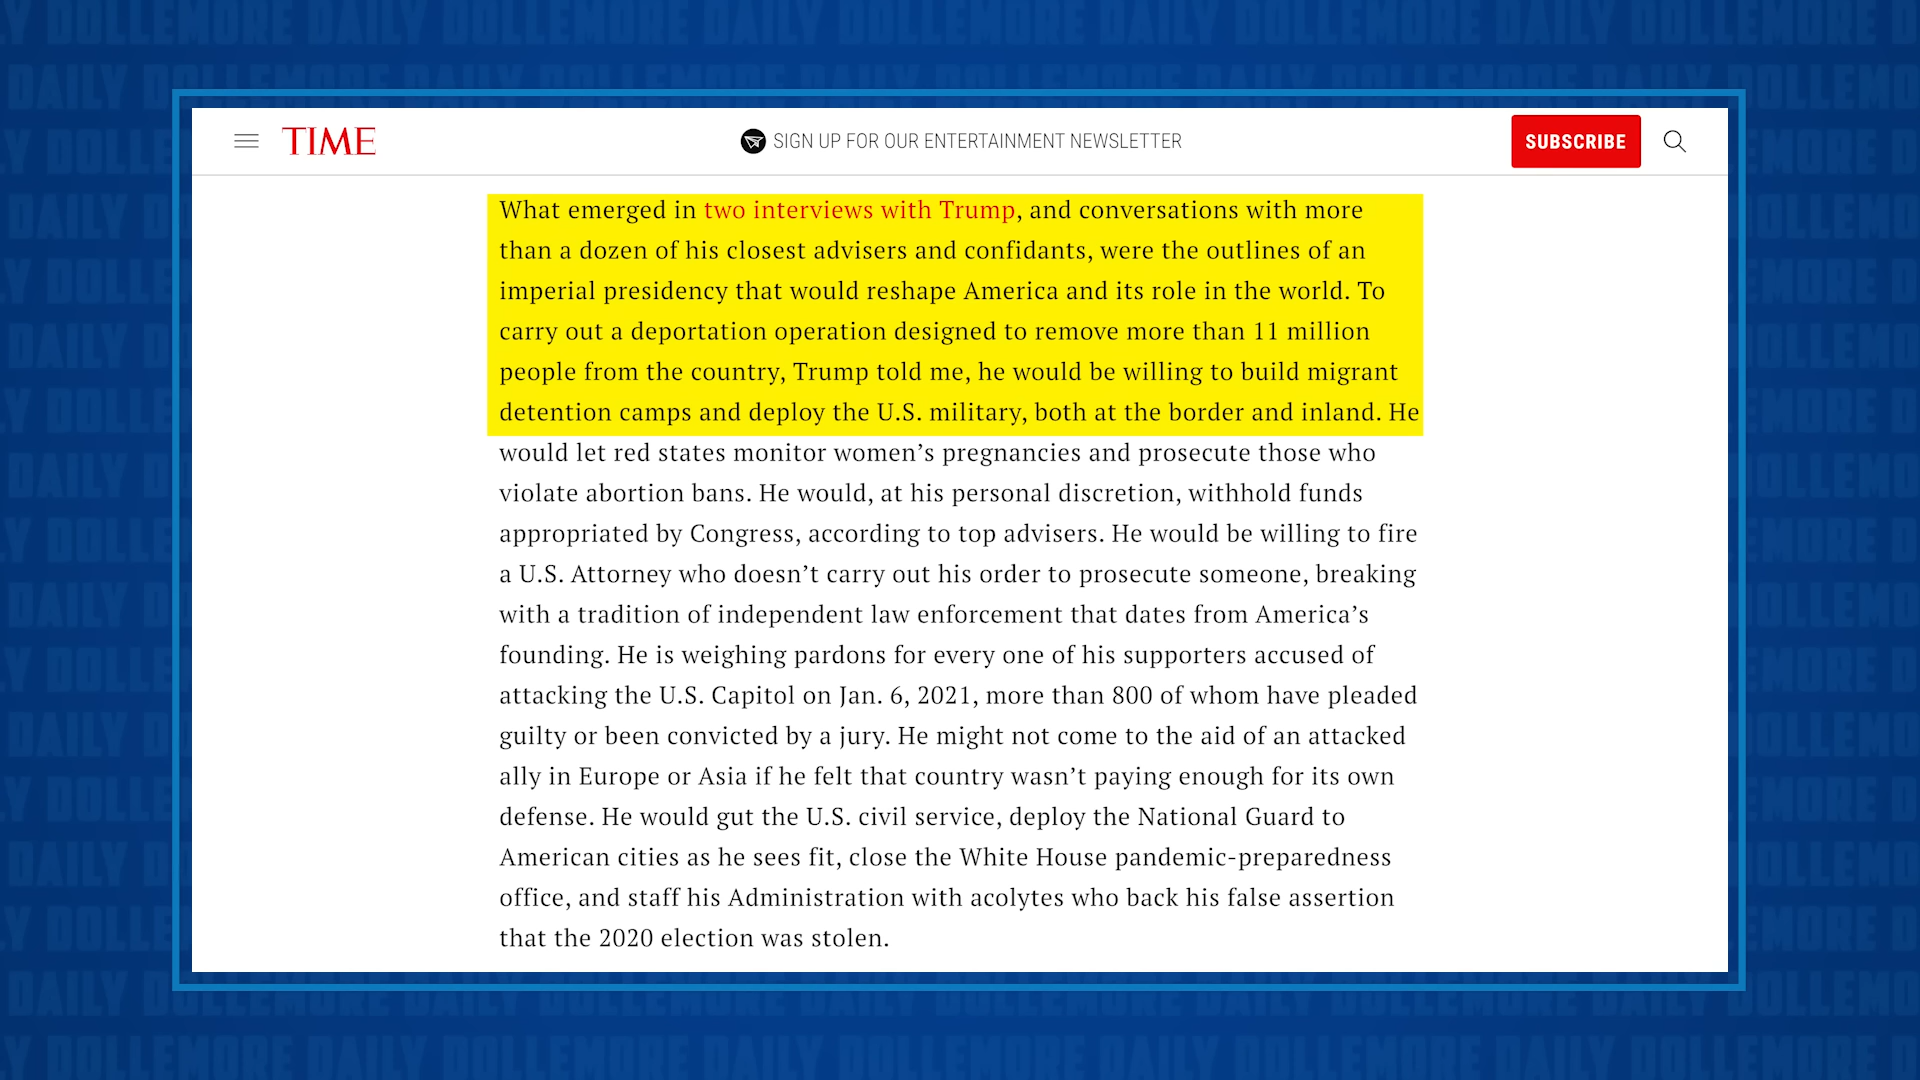 DAILY DOLLEMORE
TIME
SIGN UP FOR OUR ENTERTAINMENT NEWSLETTER
SUBSCRIBE
What emerged in two interviews with Trump, and conversations with more
than a dozen of his closest advisers and confidants, were the outlines of an
imperial presidency that would reshape America and its role in the world. To
carry out a deportation operation designed to remove more than 11 million
people from the country, Trump told me, he would be willing to build migrant
detention camps and deploy the U.S. military, both at the border and inland. He
would let red states monitor women’s pregnancies and prosecute those who
violate abortion bans. He would, at his personal discretion, withhold funds
appropriated by Congress, according to top advisers. He would be willing to fire
a U.S. Attorney who doesn’t carry out his order to prosecute someone, breaking
with a tradition of independent law enforcement that dates from America’s
founding. He is weighing pardons for every one of his supporters accused of
attacking the U.S. Capitol on Jan. 6, 2021, more than 800 of whom have pleaded
guilty or been convicted by a jury. He might not come to the aid of an attacked
ally in Europe or Asia if he felt that country wasn’t paying enough for its own
defense. He would gut the U.S. civil service, deploy the National Guard to
American cities as he sees fit, close the White House pandemic-preparedness
office, and staff his Administration with acolytes who back his false assertion
that the 2020 election was stolen.